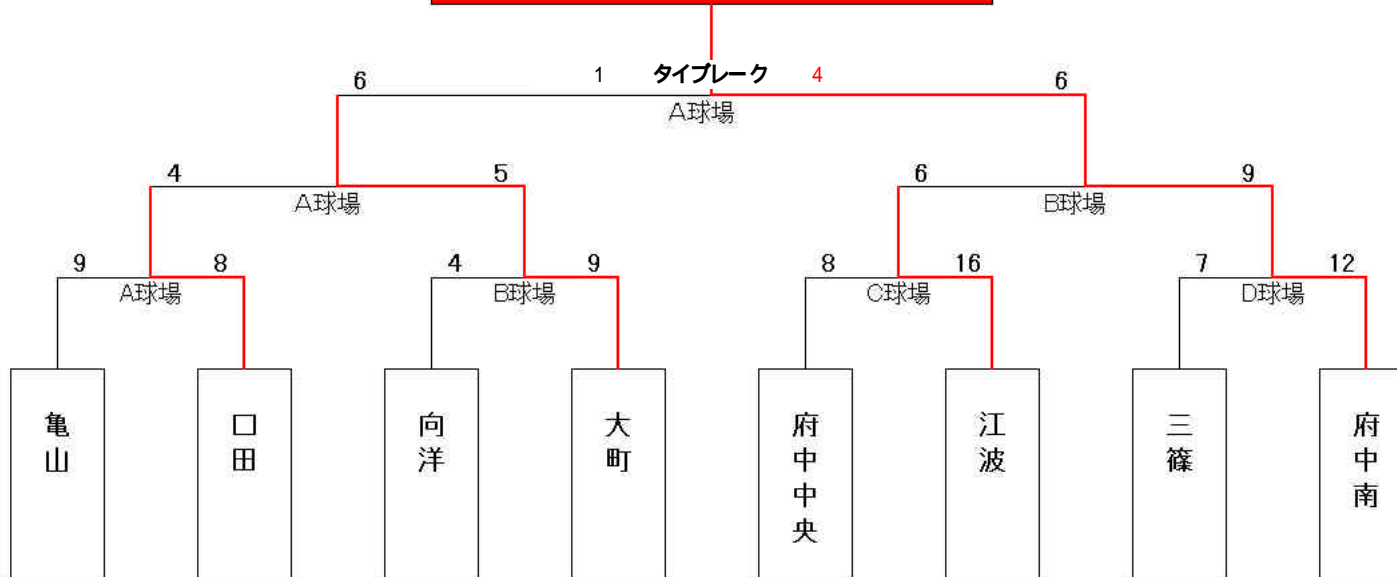 6 1 タイブレーク 4 6
A球場
4 5 6 9
A球場 B球場
9 8 4 9 8 16 7 12
A球場 B球場 C球場 D球場
亀山
口田
向洋
大町
府中中央
江波
三篠
府中南